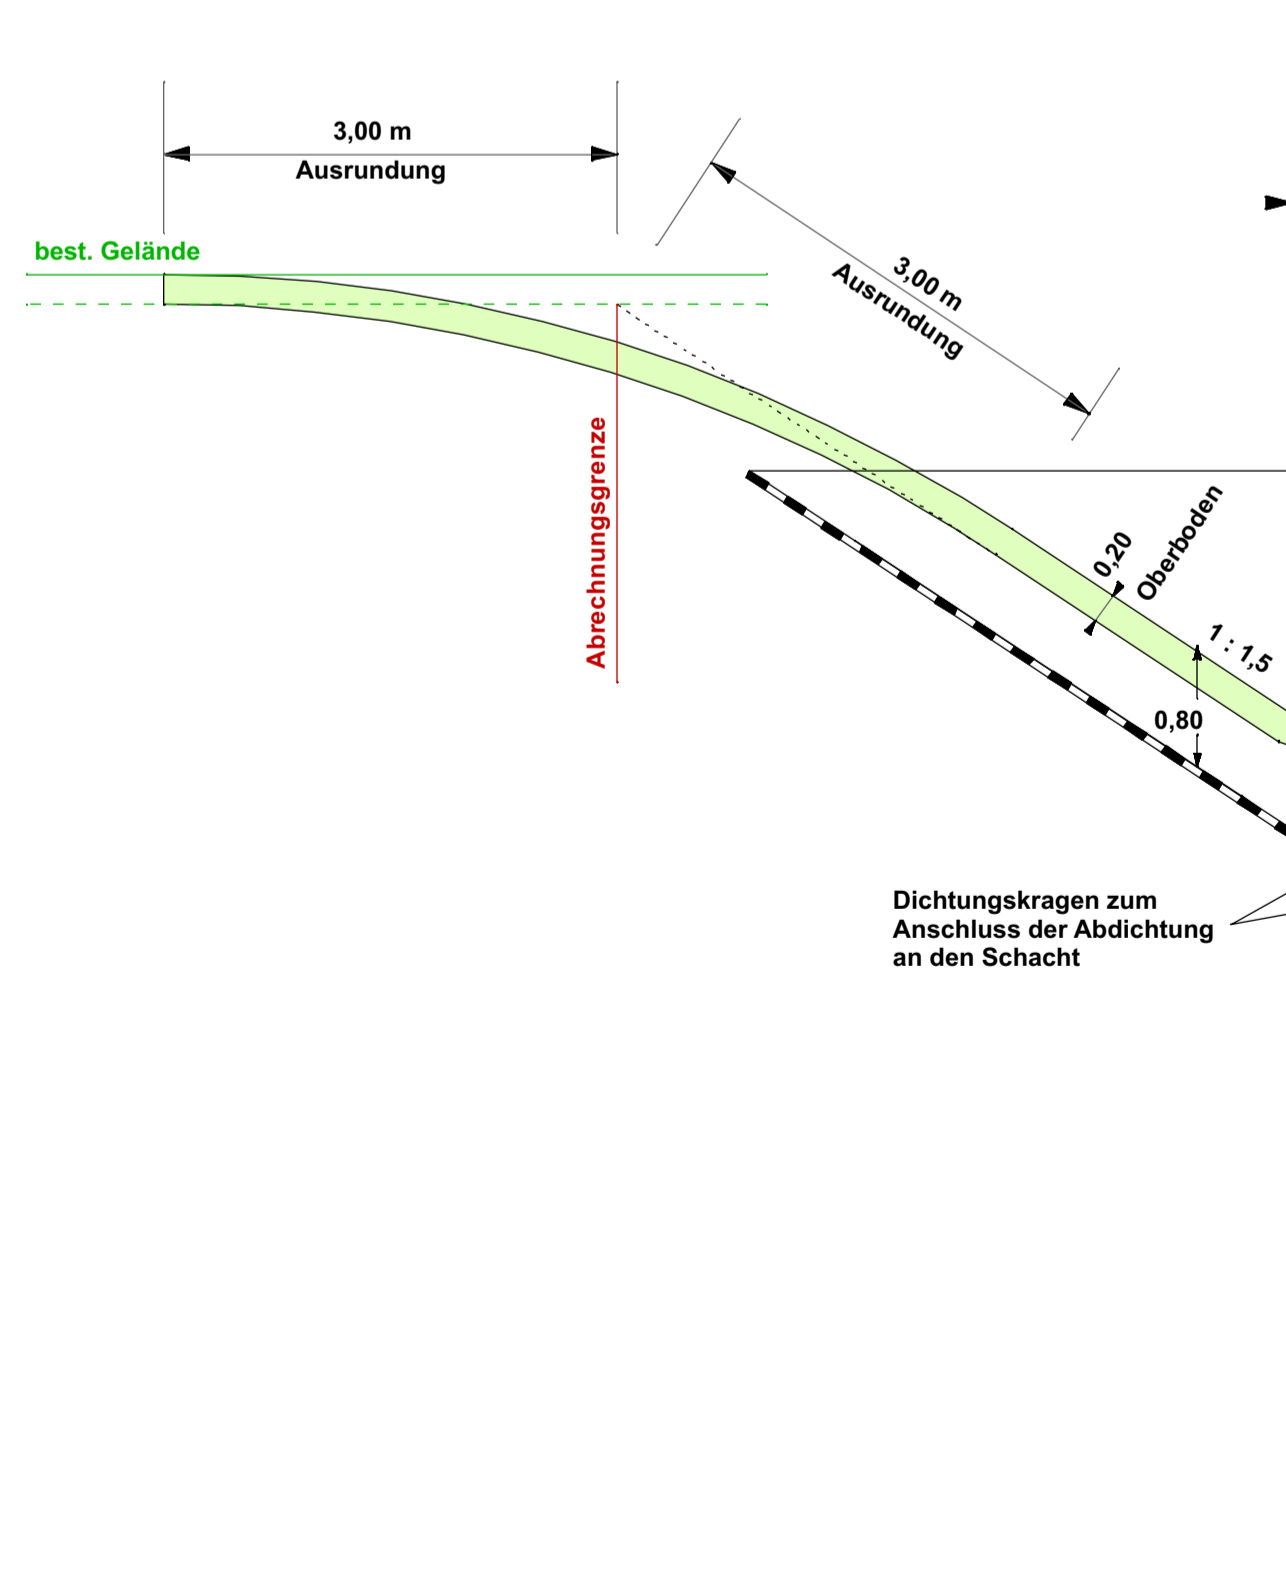 3,00 m
Ausrundung
best. Gelände
3,00 m
Ausrundung
Abrechnungsgrenze
0,20
Oberboden
1 : 1,5
0,80
Dichtungskragen zum
Anschluss der Abdichtung
an den Schacht